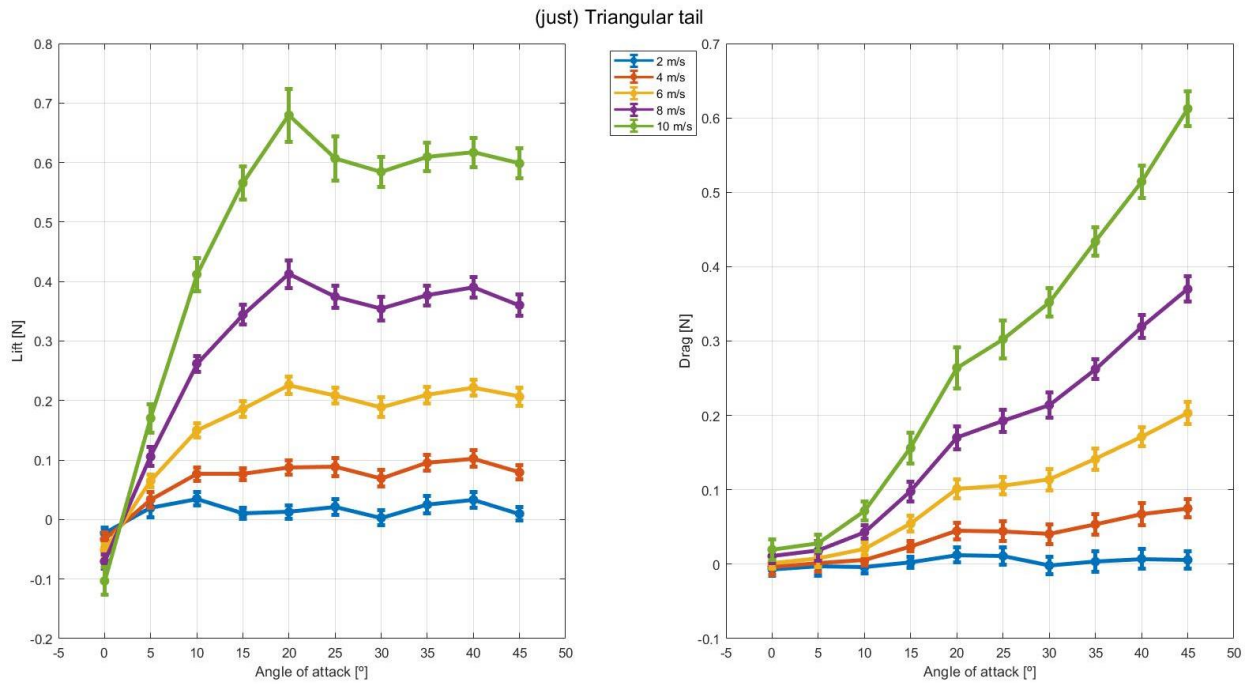 (just) Triangular tail
0.8
0.7
0.6
0.5
0.4
0.3
0.2
0.1
0
-0.1
-0.2
Lift [N]
-5 0 5 10 15 20 25 30 35 40 45 50
Angle of attack [º]
2 m/s
4 m/s
6 m/s
8 m/s
10 m/s
0.7
0.6
0.5
0.4
0.3
0.2
0.1
0
-0.1
Drag [N]
-5 0 5 10 15 20 25 30 35 40 45 50
Angle of attack [º]